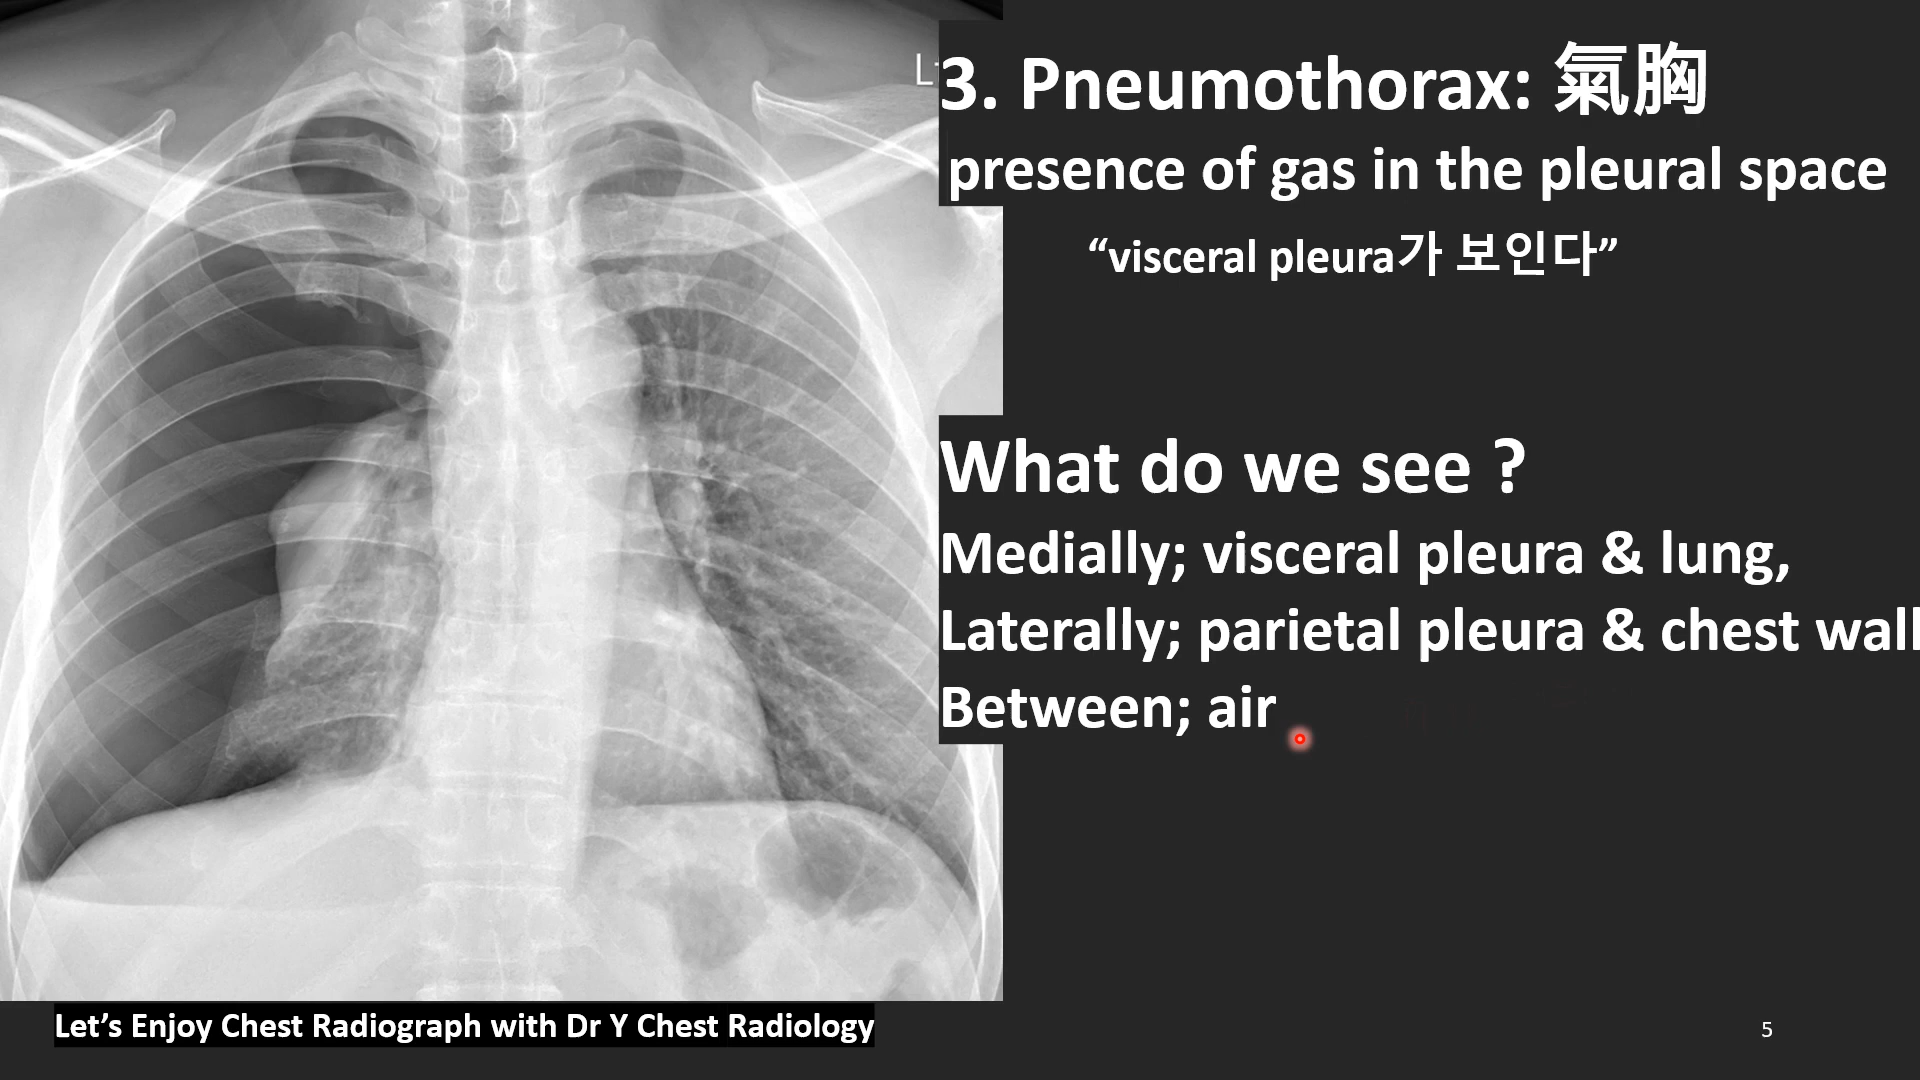 Lt
3. Pneumothorax: 氣胸
presence of gas in the pleural space
“visceral pleura가 보인다”
What do we see ?
Medially; visceral pleura & lung,
Laterally; parietal pleura & chest wall
Between; air
Let’s Enjoy Chest Radiograph with Dr Y Chest Radiology
5